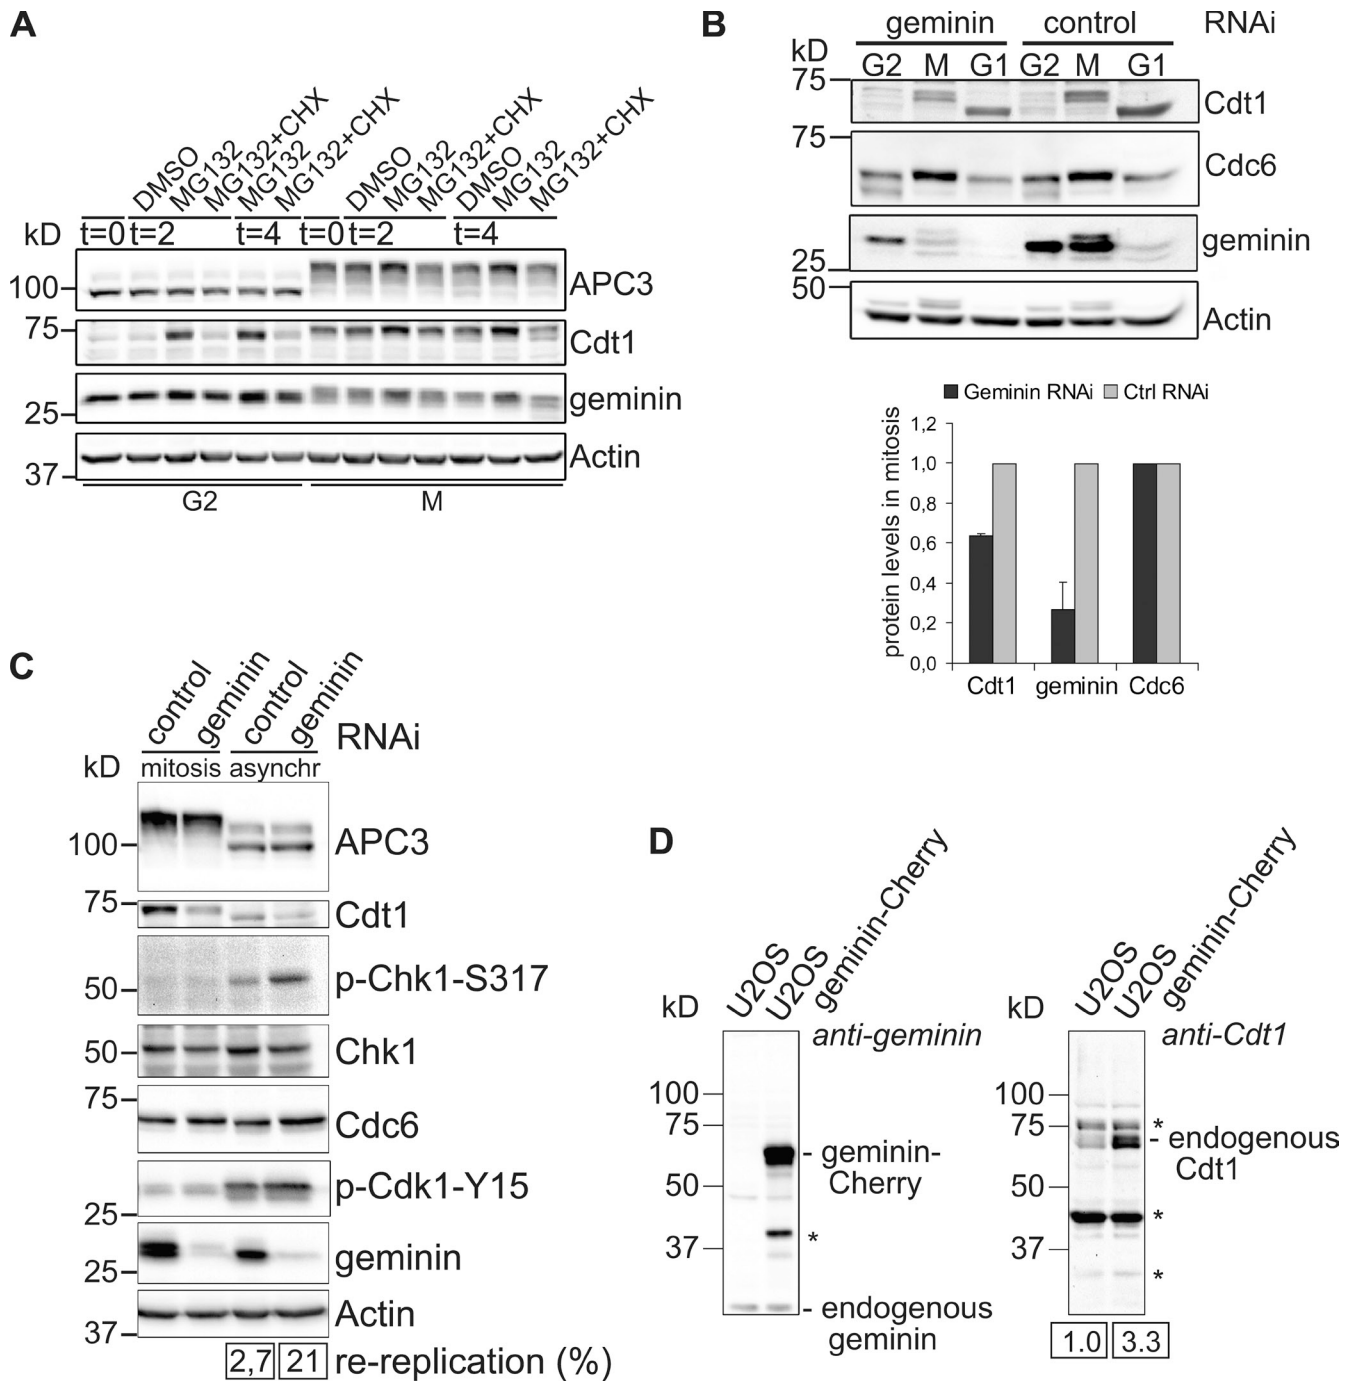 A
DMSO
MG132
MG132+CHX
MG132
MG132+CHX
DMSO
MG132
MG132+CHX
DMSO
MG132
MG132+CHX
kD
t=0 t=2 t=4 t=0 t=2 t=4
100
APC3
75
Cdt1
25
geminin
37
Actin
G2 M
B
geminin control RNAi
kD
G2 M G1 G2 M G1
75
Cdt1
75
Cdc6
geminin
25
50
Actin
Geminin RNAi Ctrl RNAi
protein levels in mitosis
1,2
1,0
0,8
0,6
0,4
0,2
0,0
Cdt1 geminin Cdc6
C
control
geminin
control
geminin
RNAi
kD
mitosis asynchr
100
APC3
75
Cdt1
50
p-Chk1-S317
50
Chk1
75
Cdc6
p-Cdk1-Y15
25
geminin
25
Actin
37
2,7 21 re-replication (%)
D
U2OS
U2OS
geminin-Cherry
kD
anti-geminin
100
75
50
37
- geminin-
Cherry
*
- endogenous
geminin
U2OS
U2OS
geminin-Cherry
kD
anti-Cdt1
100
75
50
37
*
- endogenous
Cdt1
*
*
1.0 3.3